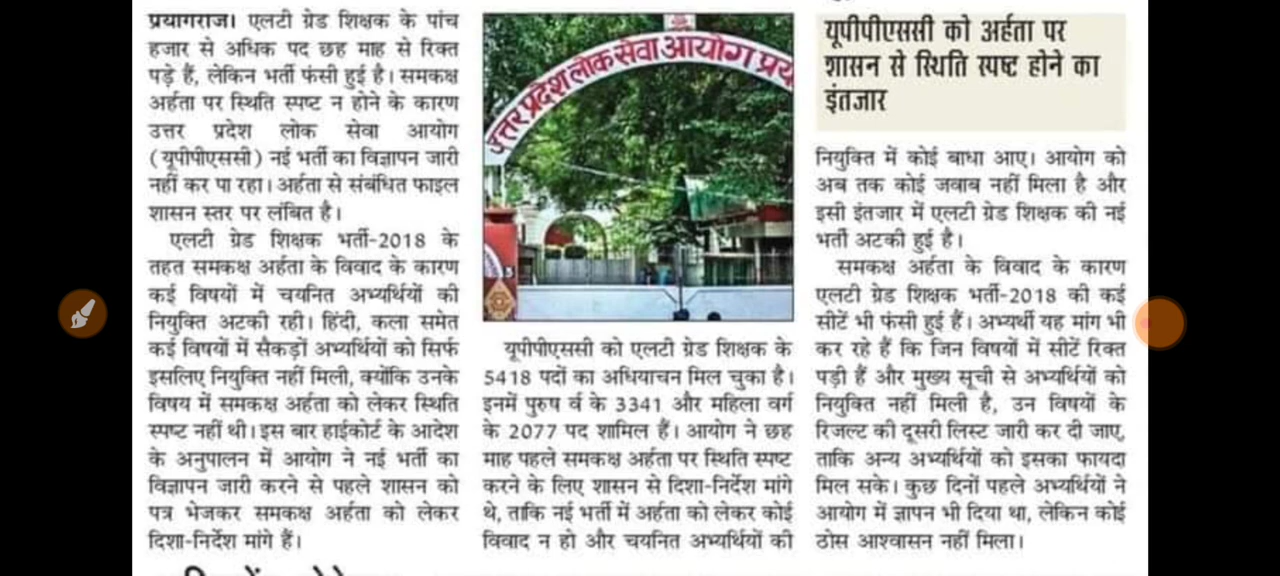 प्रयागराज। एलटी ग्रेड शिक्षक के पांच
हजार से अधिक पद छह माह से रिक्त
पड़े हैं, लेकिन भर्ती फंसी हुई है। समकक्ष
अर्हता पर स्थिति स्पष्ट न होने के कारण
उत्तर प्रदेश लोक सेवा आयोग
(यूपीपीएससी) नई भर्ती का विज्ञापन जारी
नहीं कर पा रहा। अर्हता से संबंधित फाइल
शासन स्तर पर लंबित है।
एलटी ग्रेड शिक्षक भर्ती-2018 के
तहत समकक्ष अर्हता के विवाद के कारण
कई विषयों में चयनित अभ्यर्थियों की
नियुक्ति अटकी रही। हिंदी, कला समेत
कई विषयों में सैकड़ों अभ्यर्थियों को सिर्फ
इसलिए नियुक्ति नहीं मिली, क्योंकि उनके
विषय में समकक्ष अर्हता को लेकर स्थिति
स्पष्ट नहीं थी। इस बार हाईकोर्ट के आदेश
के अनुपालन में आयोग ने नई भर्ती का
विज्ञापन जारी करने से पहले शासन को
पत्र भेजकर समकक्ष अर्हता को लेकर
दिशा-निर्देश मांगे हैं।
उत्तर प्रदेश लोक सेवा आयोग प्रय
यूपीपीएससी को एलटी ग्रेड शिक्षक के
5418 पदों का अधियाचन मिल चुका है।
इनमें पुरुष र्व के 3341 और महिला वर्ग
के 2077 पद शामिल हैं। आयोग ने छह
माह पहले समकक्ष अर्हता पर स्थिति स्पष्ट
करने के लिए शासन से दिशा-निर्देश मांगे
थे, ताकि नई भर्ती में अर्हता को लेकर कोई
विवाद न हो और चयनित अभ्यर्थियों की
यूपीपीएससी को अर्हता पर
शासन से स्थिति स्पष्ट होने का
इंतजार
नियुक्ति में कोई बाधा आए। आयोग को
अब तक कोई जवाब नहीं मिला है और
इसी इंतजार में एलटी ग्रेड शिक्षक की नई
भर्ती अटकी हुई है।
समकक्ष अर्हता के विवाद के कारण
एलटी ग्रेड शिक्षक भर्ती-2018 की कई
सीटें भी फंसी हुई हैं। अभ्यर्थी यह मांग भी
कर रहे हैं कि जिन विषयों में सीटें रिक्त
पड़ी हैं और मुख्य सूची से अभ्यर्थियों को
नियुक्ति नहीं मिली है, उन विषयों के
रिजल्ट की दूसरी लिस्ट जारी कर दी जाए,
ताकि अन्य अभ्यर्थियों को इसका फायदा
मिल सके। कुछ दिनों पहले अभ्यर्थियों ने
आयोग में ज्ञापन भी दिया था, लेकिन कोई
ठोस आश्वासन नहीं मिला।